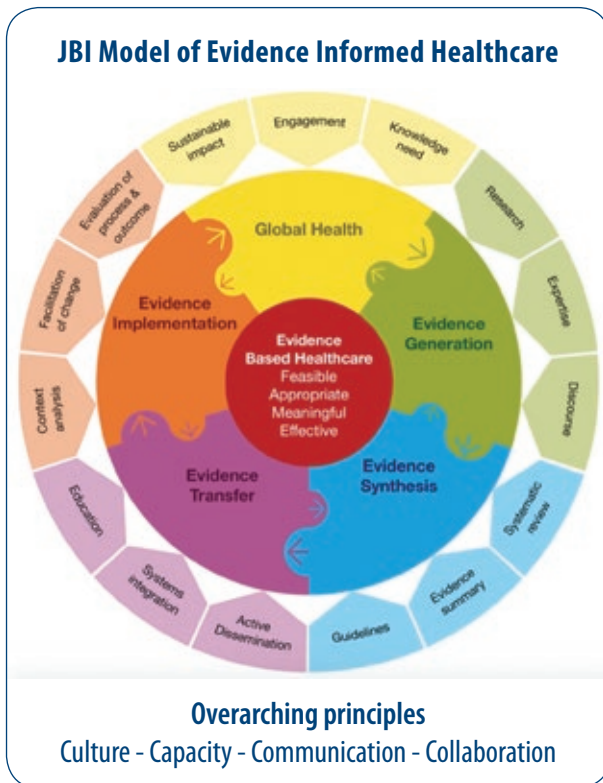 JBI Model of Evidence Informed Healthcare
Sustainable
impact
Engagement
Knowledge
need
Research
Expertise
Discourse
Systematic
review
Evidence
summary
Guidelines
Active
Dissemination
Systems
integration
Education
Context
analysis
Facilitation
of change
Evaluation of
process &
outcome
Global Health
Evidence
Generation
Evidence
Synthesis
Evidence
Transfer
Evidence
Implementation
Evidence
Based Healthcare
Feasible
Appropriate
Meaningful
Effective
Overarching principles
Culture - Capacity - Communication - Collaboration